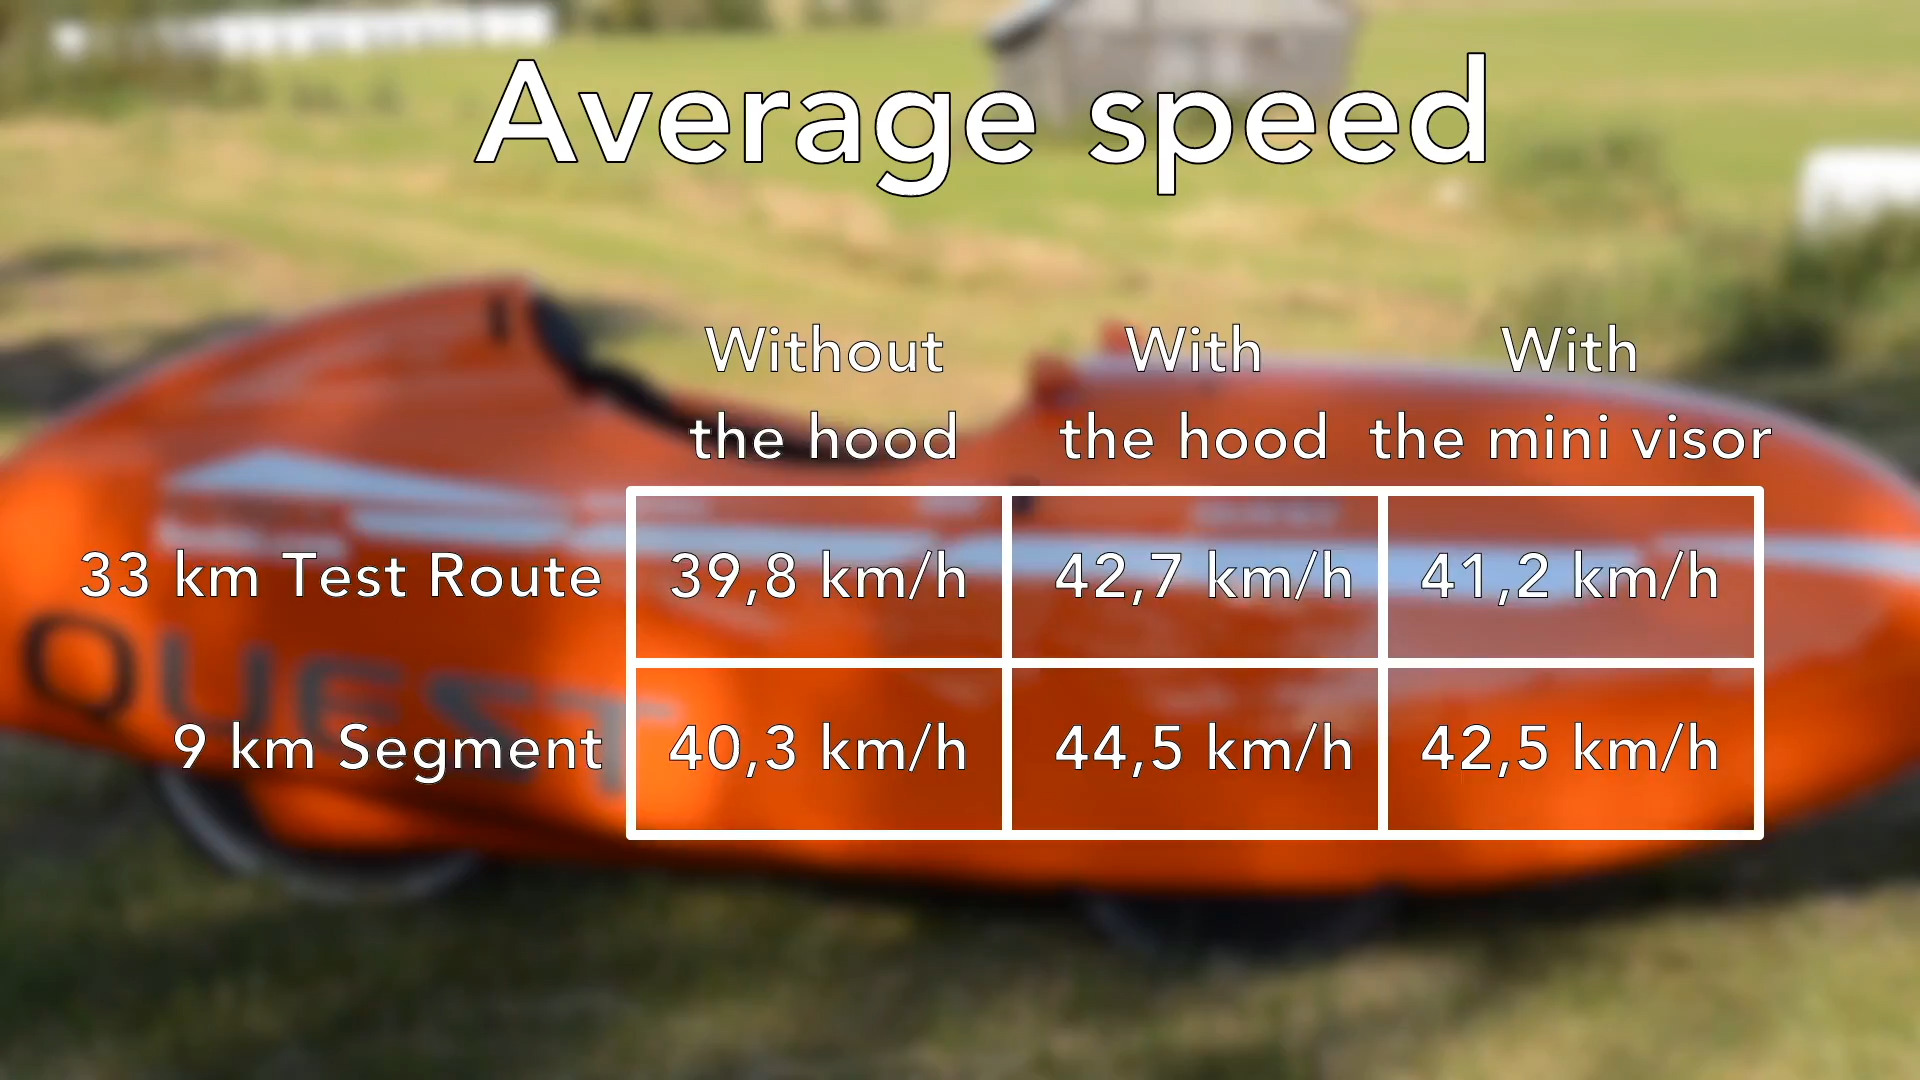 Average speed
Without the hood
With the hood
With the mini visor
33 km Test Route 39,8 km/h 42,7 km/h 41,2 km/h
QUEST
9 km Segment 40,3 km/h 44,5 km/h 42,5 km/h